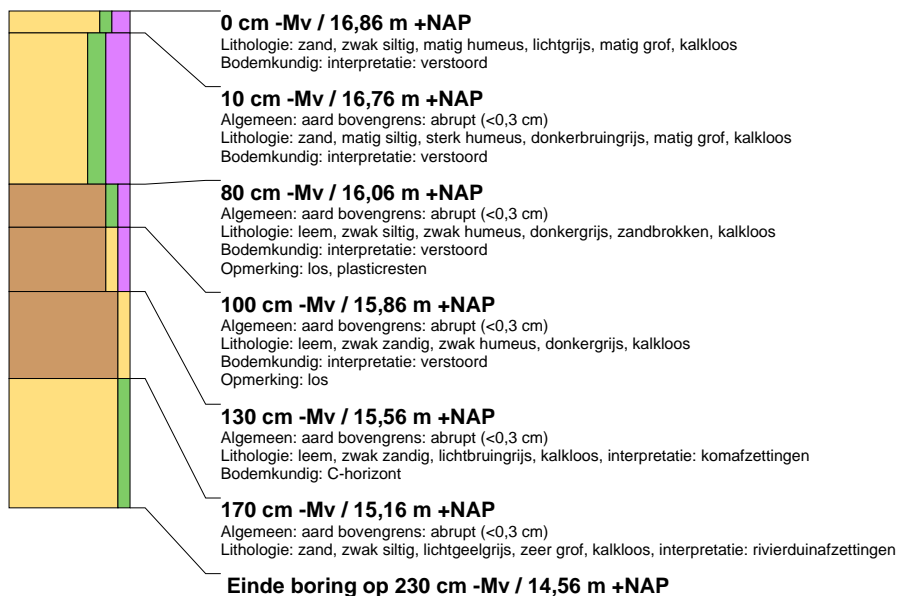 0 cm -Mv / 16,86 m +NAP
Lithologie: zand, zwak siltig, matig humeus, lichtgrijs, matig grof, kalkloos
Bodemkundig: interpretatie: verstoord
10 cm -Mv / 16,76 m +NAP
Algemeen: aard bovengrens: abrupt (<0,3 cm)
Lithologie: zand, matig siltig, sterk humeus, donkerbruingrijs, matig grof, kalkloos
Bodemkundig: interpretatie: verstoord
80 cm -Mv / 16,06 m +NAP
Algemeen: aard bovengrens: abrupt (<0,3 cm)
Lithologie: leem, zwak siltig, zwak humeus, donkergrijs, zandbrokken, kalkloos
Bodemkundig: interpretatie: verstoord
Opmerking: los, plasticresten
100 cm -Mv / 15,86 m +NAP
Algemeen: aard bovengrens: abrupt (<0,3 cm)
Lithologie: leem, zwak zandig, zwak humeus, donkergrijs, kalkloos
Bodemkundig: interpretatie: verstoord
Opmerking: los
130 cm -Mv / 15,56 m +NAP
Algemeen: aard bovengrens: abrupt (<0,3 cm)
Lithologie: leem, zwak zandig, lichtbruingrijs, kalkloos, interpretatie: komafzettingen
Bodemkundig: C-horizont
170 cm -Mv / 15,16 m +NAP
Algemeen: aard bovengrens: abrupt (<0,3 cm)
Lithologie: zand, zwak siltig, lichtgeelgrijs, zeer grof, kalkloos, interpretatie: rivierduinafzettingen
Einde boring op 230 cm -Mv / 14,56 m +NAP